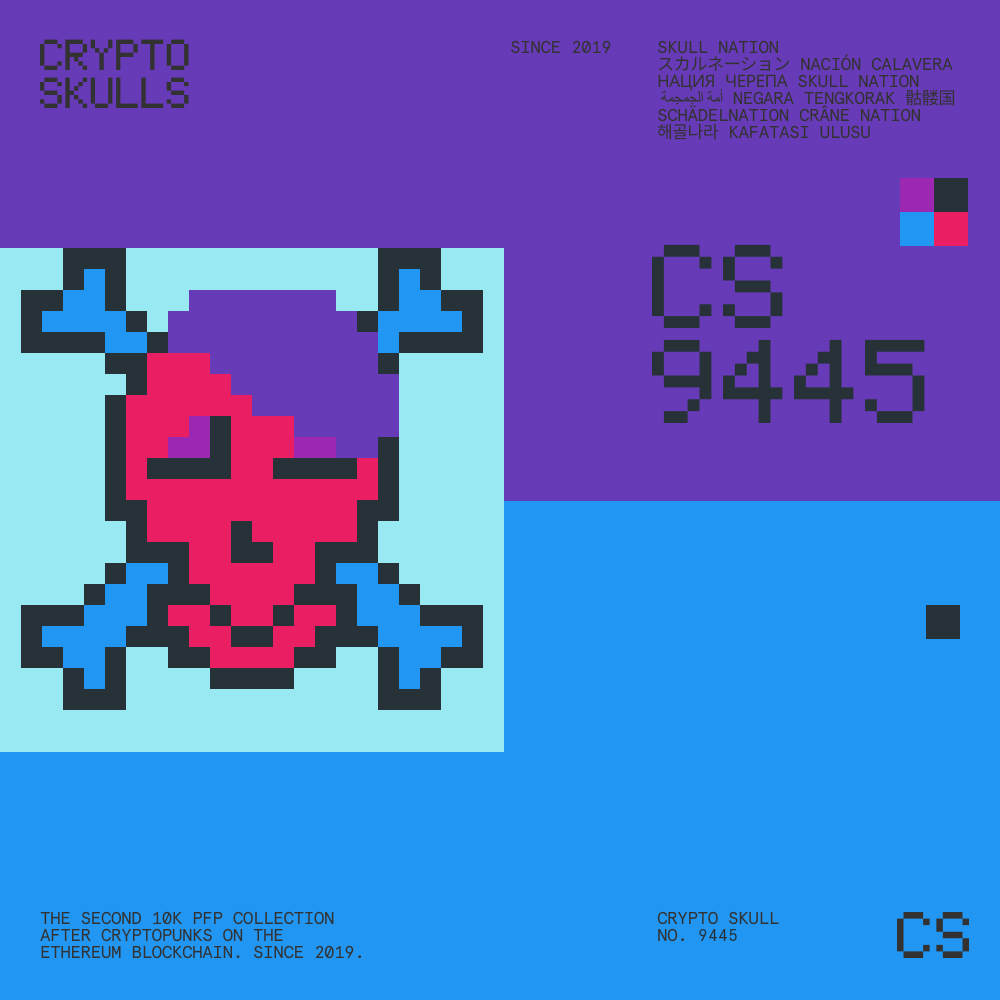 CRYPTO
SKULLS
SINCE 2019
SKULL NATION
スカルネーション NACIÓN CALAVERA
НАЦИЯ ЧЕРЕПА SKULL NATION
أمة الجمجمة NEGARA TENGKORAK 骷髅国
SCHÄDELNATION CRÂNE NATION
해골나라 KAFATASI ULUSU
CS
9445
THE SECOND 10K PFP COLLECTION
AFTER CRYPTOPUNKS ON THE
ETHEREUM BLOCKCHAIN. SINCE 2019.
CRYPTO SKULL
NO. 9445
CS